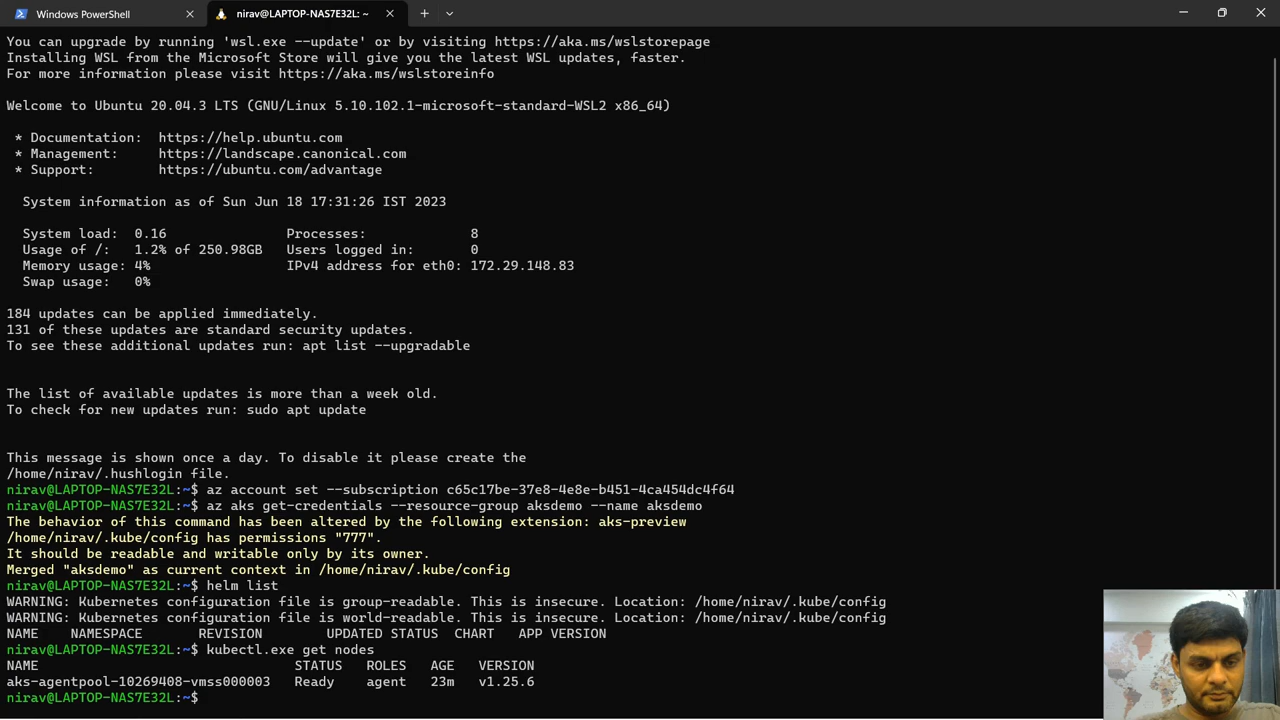 Windows PowerShell
nirav@LAPTOP-NAS7E32L: ~
You can upgrade by running 'wsl.exe --update' or by visiting https://aka.ms/wslstorepage
Installing WSL from the Microsoft Store will give you the latest WSL updates, faster.
For more information please visit https://aka.ms/wslstoreinfo
Welcome to Ubuntu 20.04.3 LTS (GNU/Linux 5.10.102.1-microsoft-standard-WSL2 x86_64)
* Documentation: https://help.ubuntu.com
* Management: https://landscape.canonical.com
* Support: https://ubuntu.com/advantage
System information as of Sun Jun 18 17:31:26 IST 2023
System load: 0.16 Processes: 8
Usage of /: 1.2% of 250.98GB Users logged in: 0
Memory usage: 4% IPv4 address for eth0: 172.29.148.83
Swap usage: 0%
184 updates can be applied immediately.
131 of these updates are standard security updates.
To see these additional updates run: apt list --upgradable
The list of available updates is more than a week old.
To check for new updates run: sudo apt update
This message is shown once a day. To disable it please create the
/home/nirav/.hushlogin file.
nirav@LAPTOP-NAS7E32L:~$ az account set --subscription c65c17be-37e8-4e8e-b451-4ca454dc4f64
nirav@LAPTOP-NAS7E32L:~$ az aks get-credentials --resource-group aksdemo --name aksdemo
The behavior of this command has been altered by the following extension: aks-preview
/home/nirav/.kube/config has permissions "777".
It should be readable and writable only by its owner.
Merged "aksdemo" as current context in /home/nirav/.kube/config
nirav@LAPTOP-NAS7E32L:~$ helm list
WARNING: Kubernetes configuration file is group-readable. This is insecure. Location: /home/nirav/.kube/config
WARNING: Kubernetes configuration file is world-readable. This is insecure. Location: /home/nirav/.kube/config
NAME NAMESPACE REVISION UPDATED STATUS CHART APP VERSION
nirav@LAPTOP-NAS7E32L:~$ kubectl.exe get nodes
NAME STATUS ROLES AGE VERSION
aks-agentpool-10269408-vmss000003 Ready agent 23m v1.25.6
nirav@LAPTOP-NAS7E32L:~$